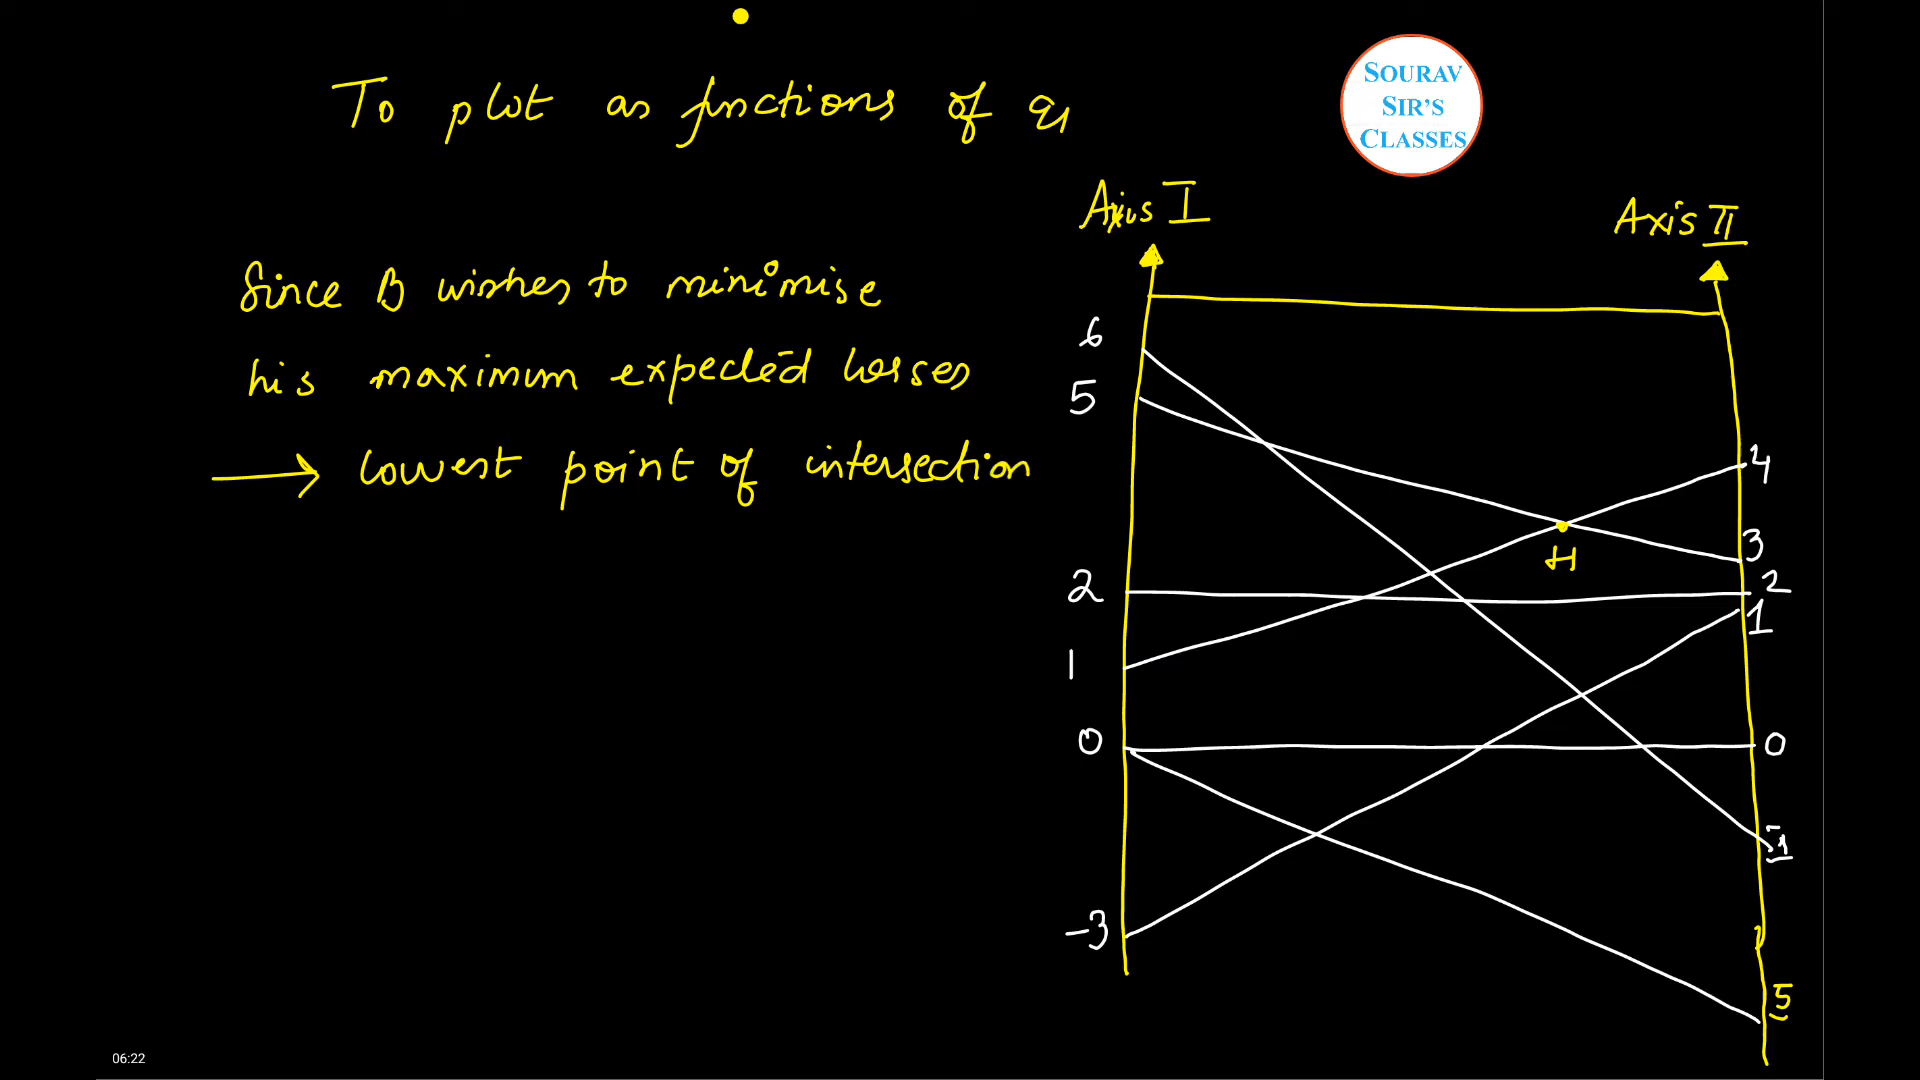 To plot as functions of q1
SOURAV
SIR'S
CLASSES
Axis I
Axis II
Since B wishes to minimise
his maximum expected losses
→ lowest point of intersection
6
5
4
3
H
2
2
1
1
0
0
-1
-3
5
06:22